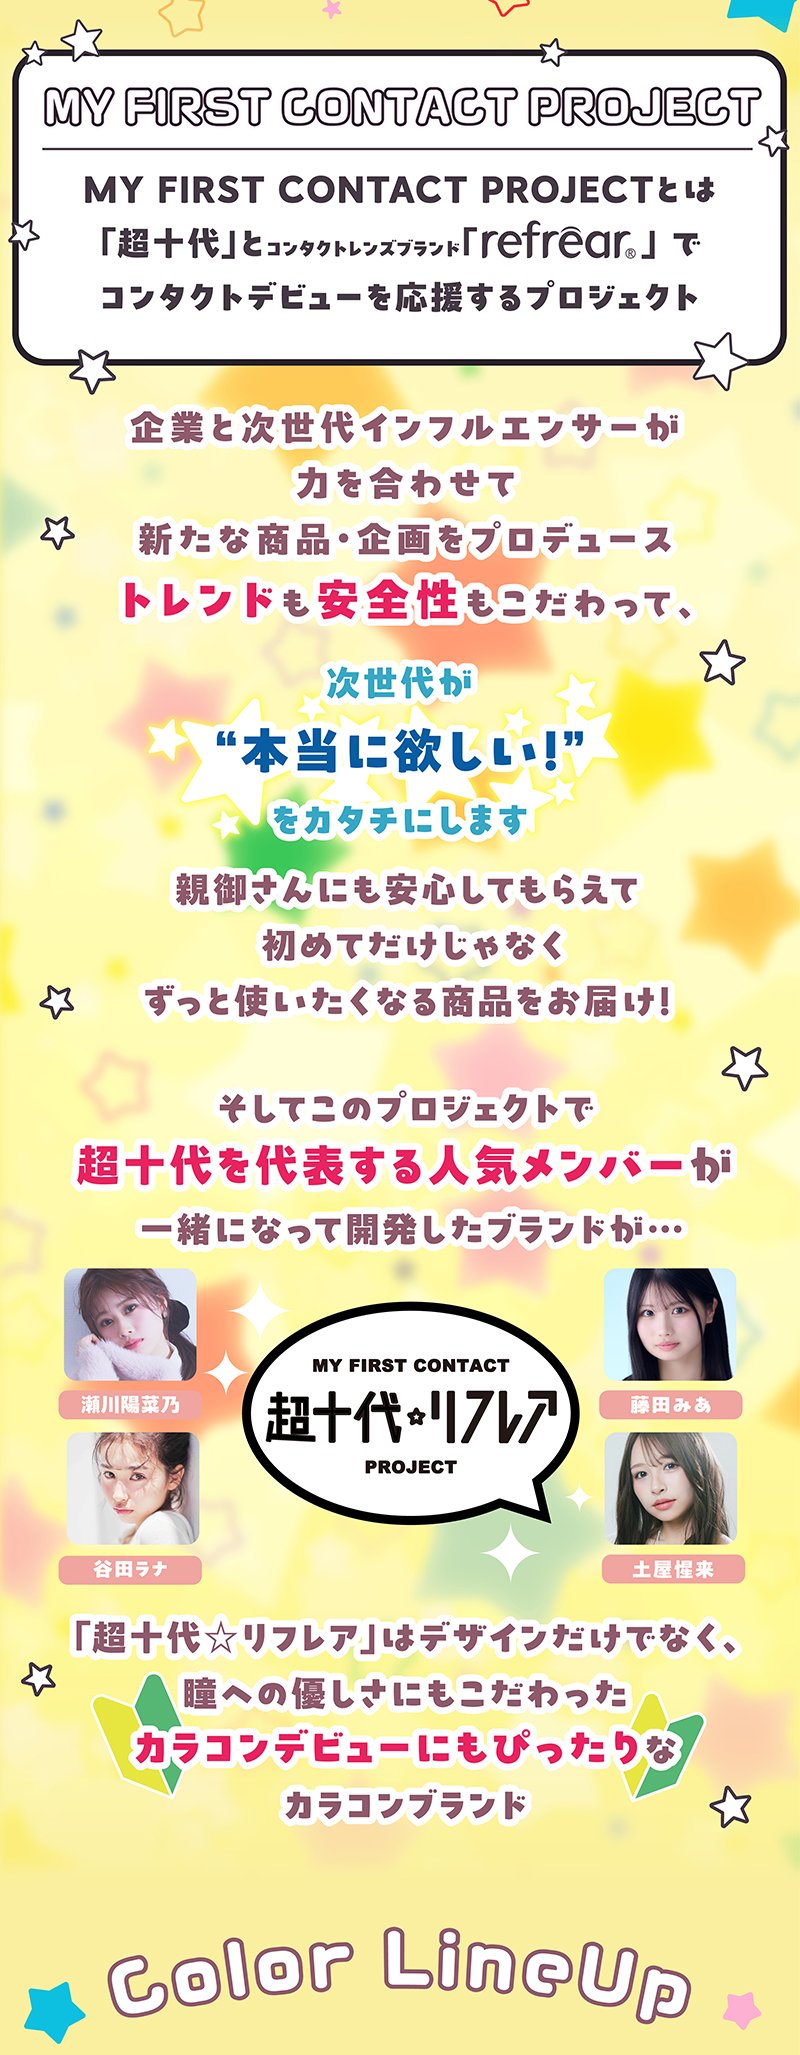 MY FIRST CONTACT PROJECT
MY FIRST CONTACT PROJECTとは
「超十代」とコンタクトレンズブランド「refrear®」で
コンタクトデビューを応援するプロジェクト
企業と次世代インフルエンサーが
力を合わせて
新たな商品・企画をプロデュース
トレンドも安全性もこだわって、
次世代が
“本当に欲しい!”
をカタチにします
親御さんにも安心してもらえて
初めてだけじゃなく
ずっと使いたくなる商品をお届け!
そしてこのプロジェクトで
超十代を代表する人気メンバーが
一緒になって開発したブランドが…
瀬川陽菜乃
藤田みあ
MY FIRST CONTACT
超十代☆リフレア
PROJECT
谷田ラナ
土屋惺来
「超十代☆リフレア」はデザインだけでなく、
瞳への優しさにもこだわった
カラコンデビューにもぴったりな
カラコンブランド
Color LineUp